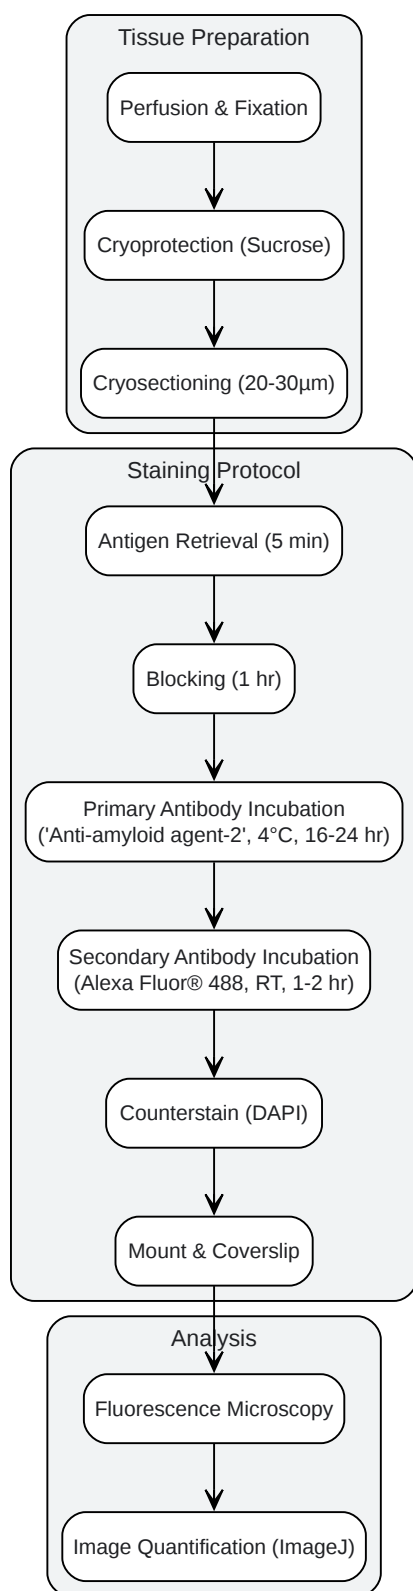 Tissue Preparation
Perfusion & Fixation
Cryoprotection (Sucrose)
Cryosectioning (20-30µm)
Staining Protocol
Antigen Retrieval (5 min)
Blocking (1 hr)
Primary Antibody Incubation
('Anti-amyloid agent-2', 4°C, 16-24 hr)
Secondary Antibody Incubation
(Alexa Fluor® 488, RT, 1-2 hr)
Counterstain (DAPI)
Mount & Coverslip
Analysis
Fluorescence Microscopy
Image Quantification (ImageJ)